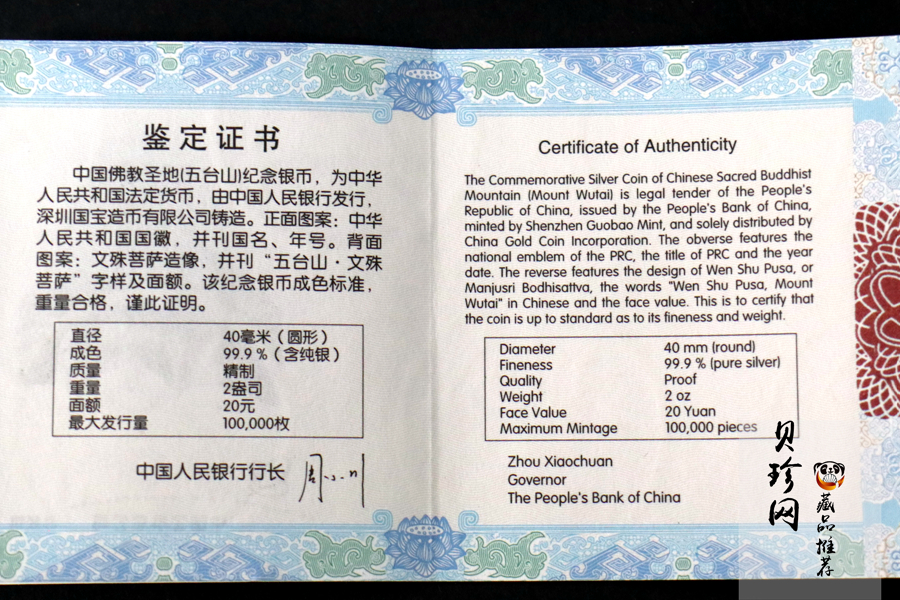 鉴定证书
中国佛教圣地(五台山)纪念银币，为中华
人民共和国法定货币，由中国人民银行发行，
深圳国宝造币有限公司铸造。正面图案：中华
人民共和国国徽，并刊国名、年号。背面
图案：文殊菩萨造像，并刊“五台山·文殊
菩萨”字样及面额。该纪念银币成色标准，
重量合格，谨此证明。
直径 40毫米（圆形）
成色 99.9％（含纯银）
质量 精制
重量 2盎司
面额 20元
最大发行量 100,000枚
中国人民银行行长 周小川
Certificate of Authenticity
The Commemorative Silver Coin of Chinese Sacred Buddhist
Mountain (Mount Wutai) is legal tender of the People's
Republic of China, issued by the People's Bank of China,
minted by Shenzhen Guobao Mint, and solely distributed by
China Gold Coin Incorporation. The obverse features the
national emblem of the PRC, the title of PRC and the year
date. The reverse features the design of Wen Shu Pusa, or
Manjusri Bodhisattva, the words "Wen Shu Pusa, Mount
Wutai" in Chinese and the face value. This is to certify that
the coin is up to standard as to its fineness and weight.
Diameter 40 mm (round)
Fineness 99.9 % (pure silver)
Quality Proof
Weight 2 oz
Face Value 20 Yuan
Maximum Mintage 100,000 pieces
Zhou Xiaochuan
Governor
The People's Bank of China
贝珍网
藏品推荐